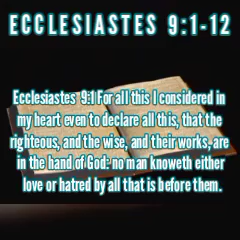 ECCLESIASTES 9:1-12
Ecclesiastes 9:1 For all this I considered in
my heart even to declare all this, that the
righteous, and the wise, and their works, are
in the hand of God: no man knoweth either
love or hatred by all that is before them.